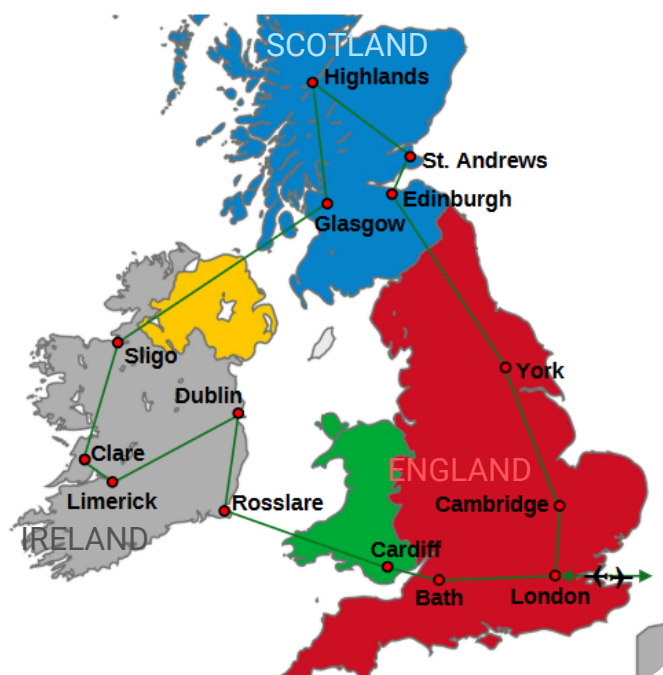 SCOTLAND
Highlands
St. Andrews
Edinburgh
Glasgow
Sligo
York
Dublin
Clare
ENGLAND
Limerick
Rosslare
Cambridge
IRELAND
Cardiff
Bath
London